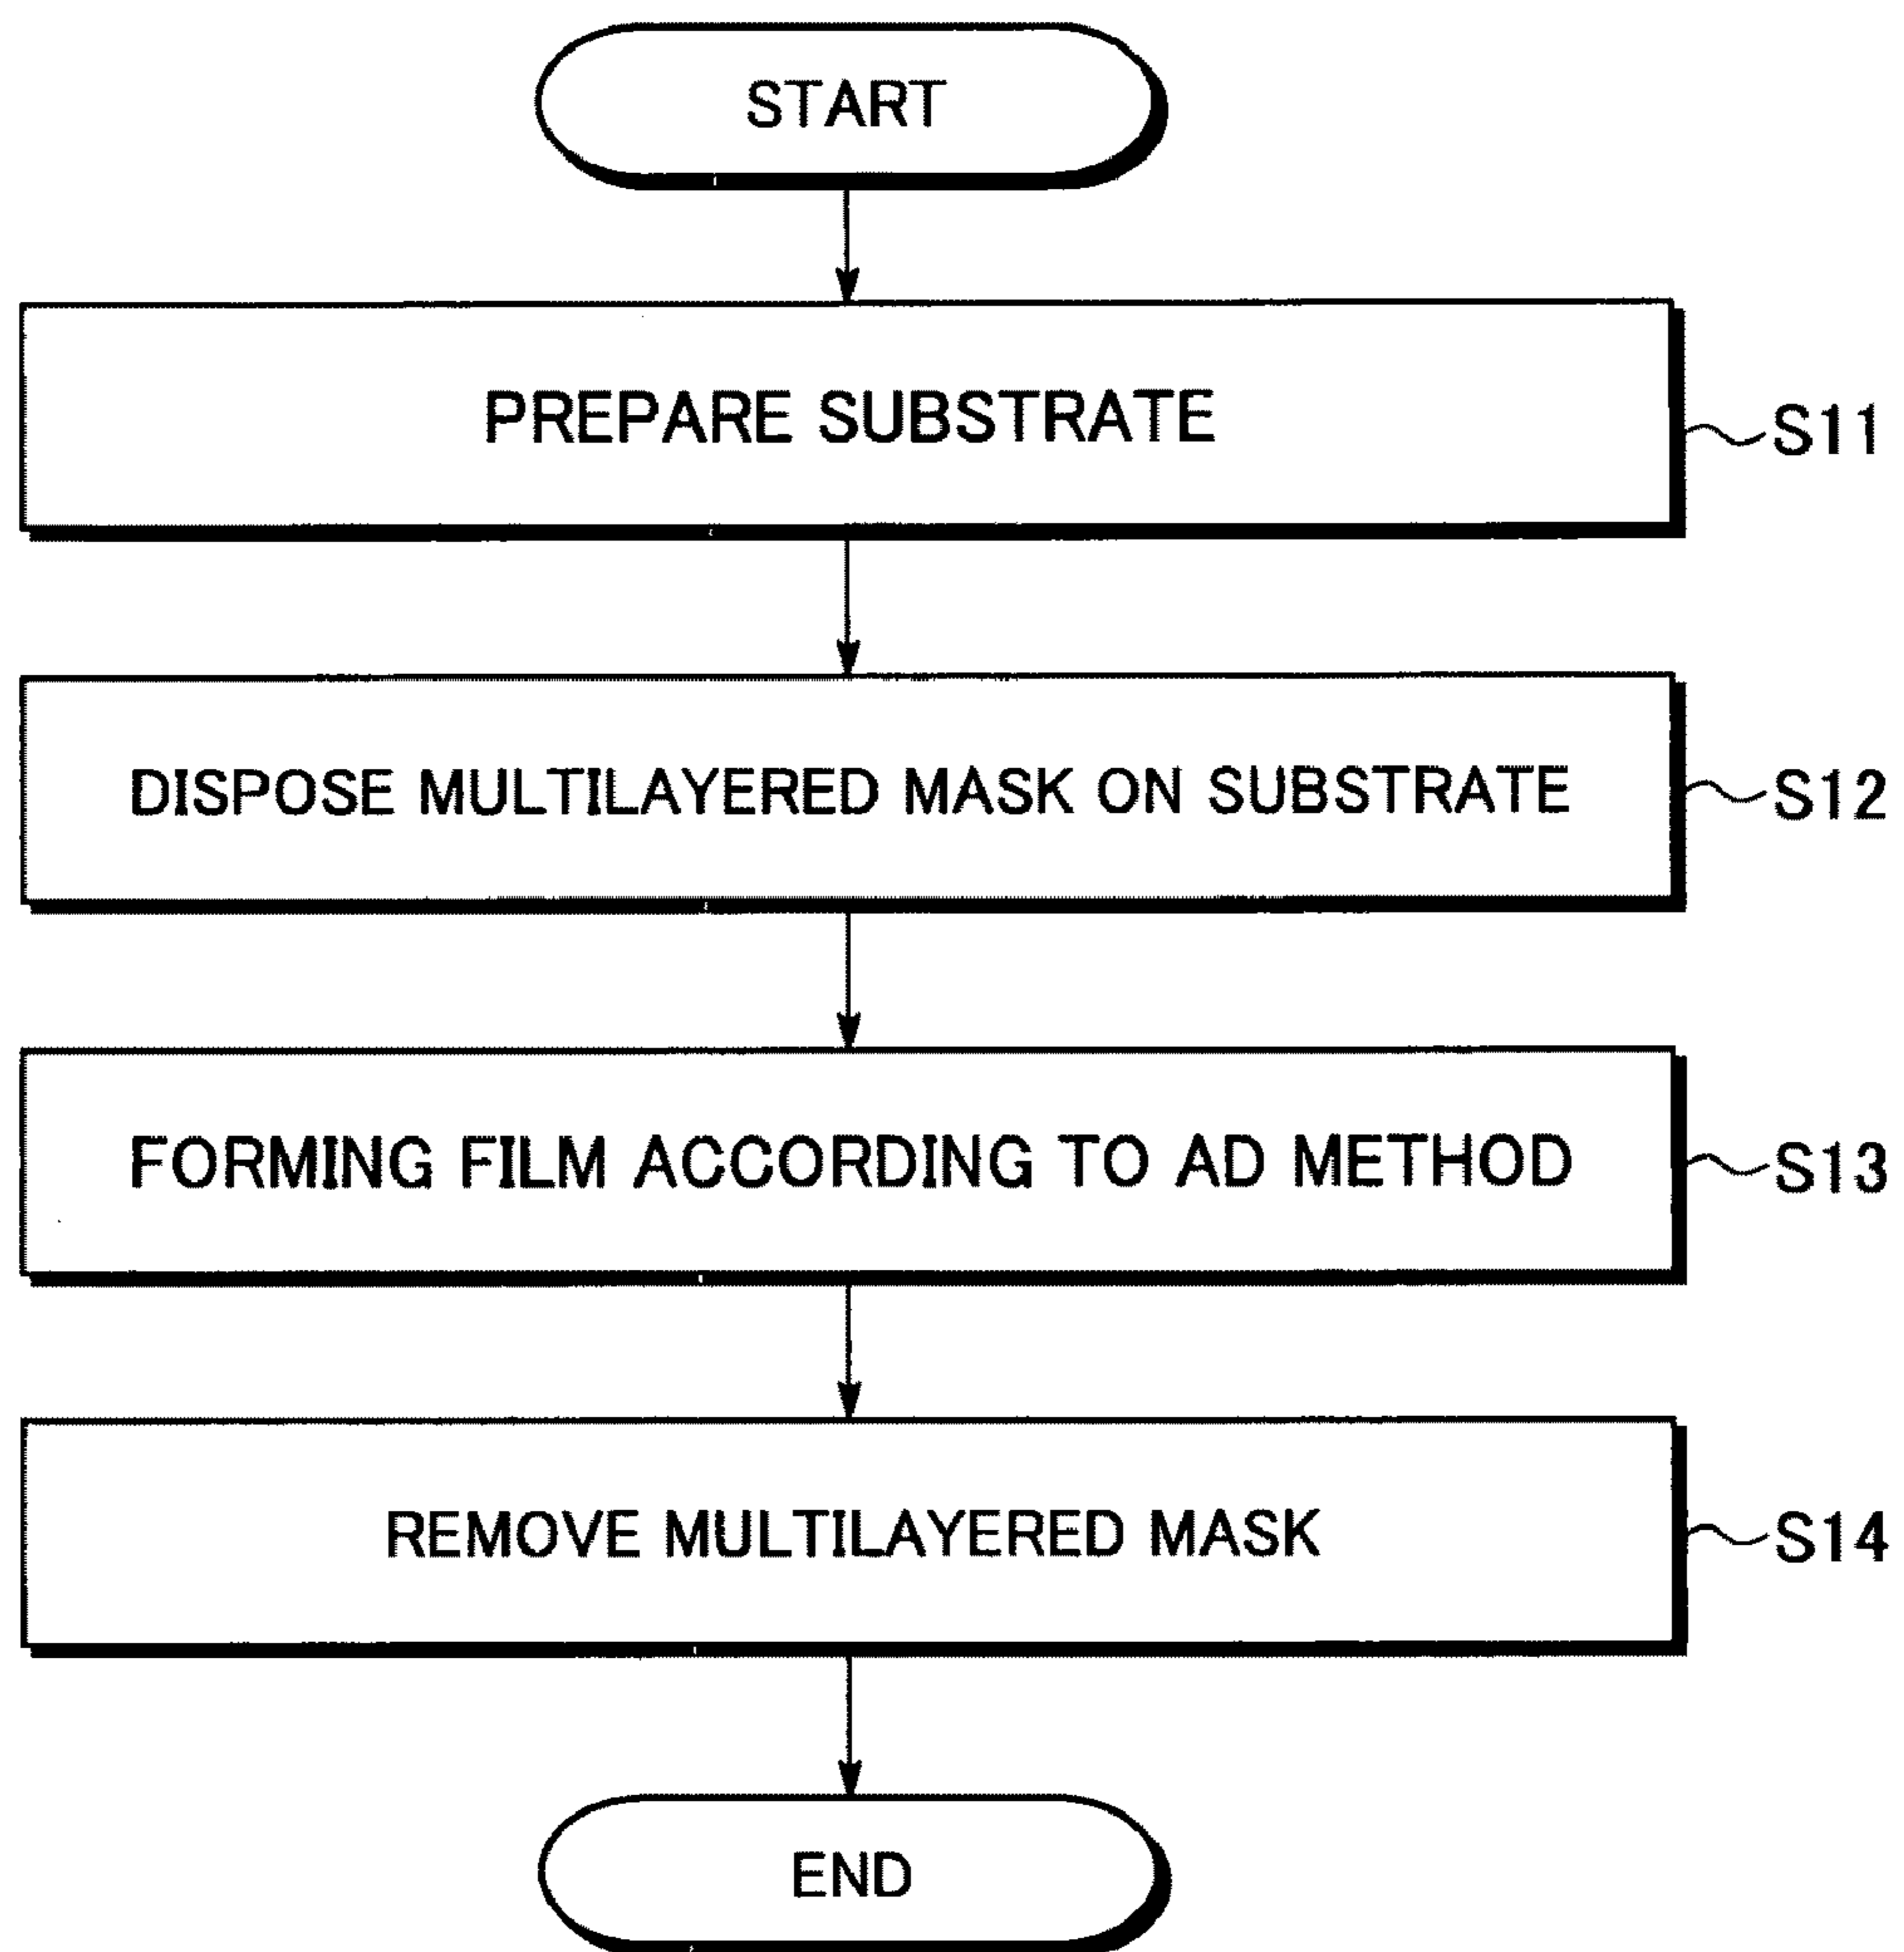 START
PREPARE SUBSTRATE
S11
DISPOSE MULTILAYERED MASK ON SUBSTRATE
S12
FORMING FILM ACCORDING TO AD METHOD
S13
REMOVE MULTILAYERED MASK
S14
END